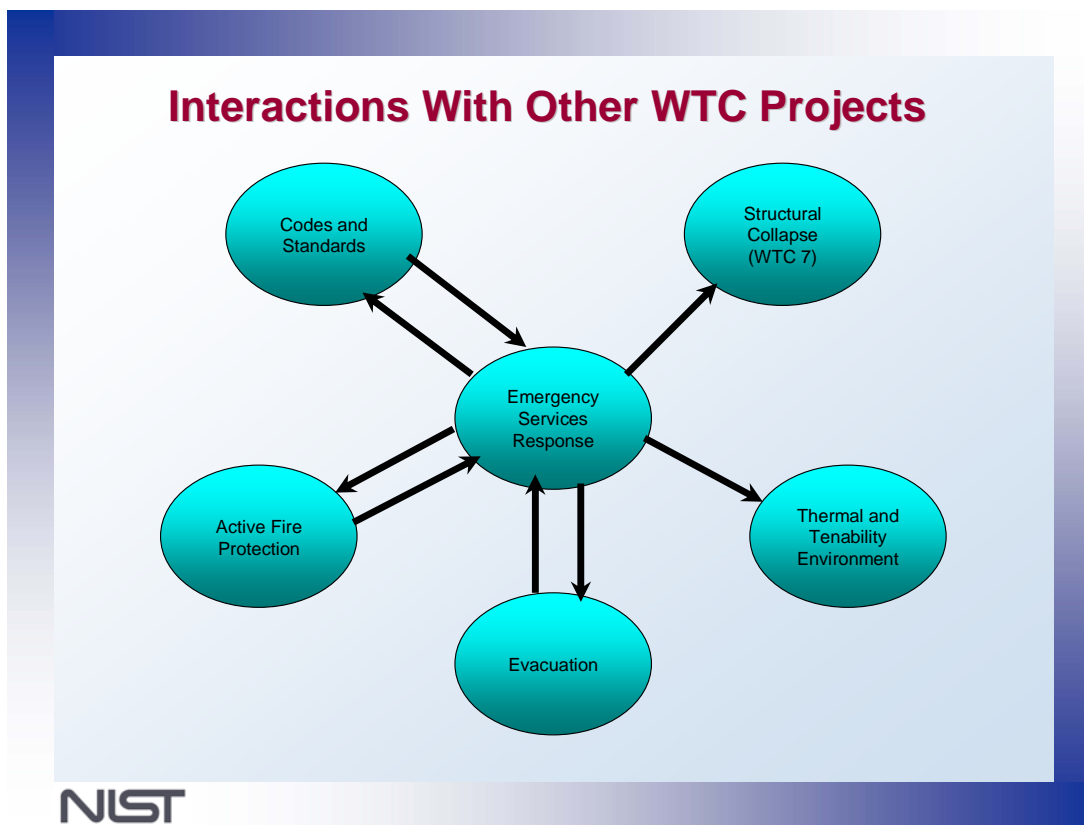 Interactions With Other WTC Projects
Codes and
Standards
Structural
Collapse
(WTC 7)
Emergency
Services
Response
Active Fire
Protection
Thermal and
Tenability
Environment
Evacuation
NIST